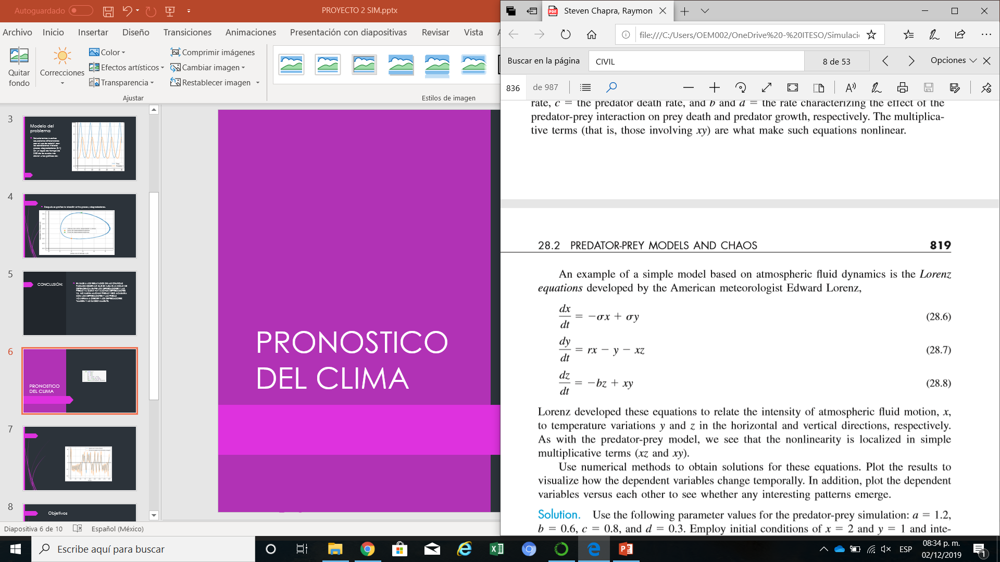 Autoguardado
PROYECTO 2 SIM.pptx
Archivo Inicio Insertar Diseño Transiciones Animaciones Presentación con diapositivas Revisar Vista
Quitar
fondo
Correcciones
Color
Efectos artísticos
Transparencia
Comprimir imágenes
Cambiar imagen
Restablecer imagen
Ajustar
Estilos de imagen
3
Modelo del
problema
4
5
CONCLUSIÓN:
6
PRONOSTICO
DEL CLIMA
7
8
Objetivos
PRONOSTICO
DEL CLIMA
Diapositiva 6 de 10
Español (México)
Steven Chapra, Raymon
file:///C:/Users/OEM002/OneDrive%20-%20ITESO/Simulaci
Buscar en la página
CIVIL
8 de 53
Opciones
836 de 987
rate, c = the predator death rate, and b and d = the rate characterizing the effect of the
predator-prey interaction on prey death and predator growth, respectively. The multiplica-
tive terms (that is, those involving xy) are what make such equations nonlinear.
28.2 PREDATOR-PREY MODELS AND CHAOS 819
An example of a simple model based on atmospheric fluid dynamics is the Lorenz
equations developed by the American meteorologist Edward Lorenz,
dx/dt = −σx + σy (28.6)
dy/dt = rx − y − xz (28.7)
dz/dt = −bz + xy (28.8)
Lorenz developed these equations to relate the intensity of atmospheric fluid motion, x,
to temperature variations y and z in the horizontal and vertical directions, respectively.
As with the predator-prey model, we see that the nonlinearity is localized in simple
multiplicative terms (xz and xy).
Use numerical methods to obtain solutions for these equations. Plot the results to
visualize how the dependent variables change temporally. In addition, plot the dependent
variables versus each other to see whether any interesting patterns emerge.
Solution. Use the following parameter values for the predator-prey simulation: a = 1.2,
b = 0.6, c = 0.8, and d = 0.3. Employ initial conditions of x = 2 and y = 1 and inte-
Escribe aquí para buscar
ESP
08:34 p. m.
02/12/2019
1